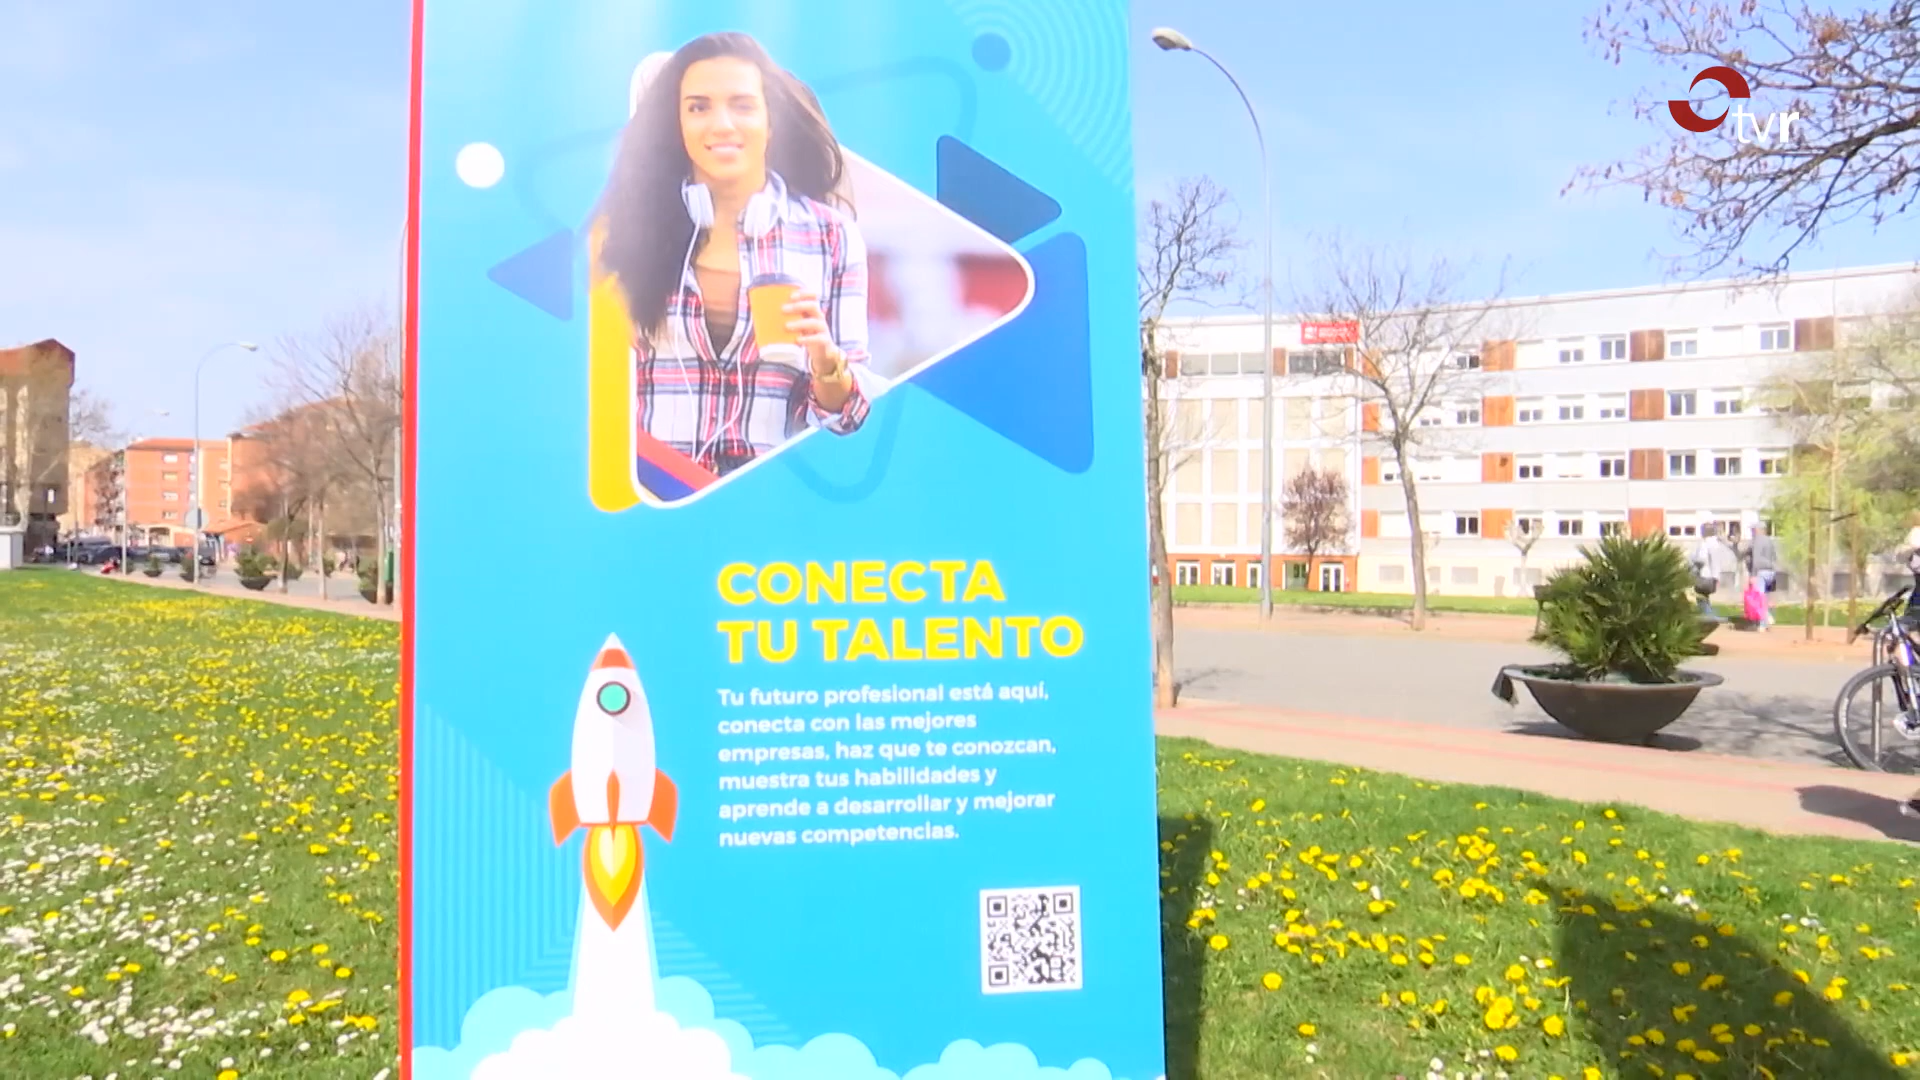 tvr
CONECTA
TU TALENTO
Tu futuro profesional está aquí,
conecta con las mejores
empresas, haz que te conozcan,
muestra tus habilidades y
aprende a desarrollar y mejorar
nuevas competencias.